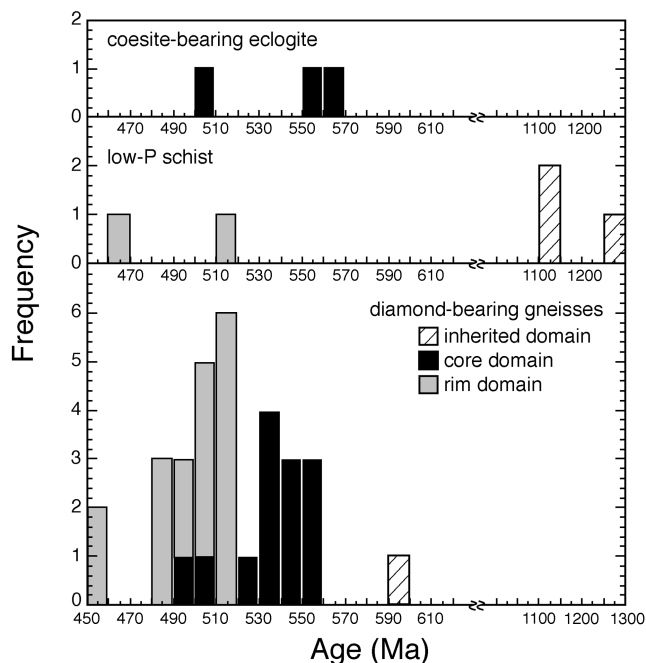 2
coesite-bearing eclogite
1
0
470 490 510 530 550 570 610 1100 1200
low-P schist
2
1
0
470 490 510 530 550 570 610 1100 1200
Frequency
diamond-bearing gneisses
inherited domain
core domain
rim domain
6
5
4
3
2
1
0
450 470 490 510 530 550 570 590 610 1100 1200 1300
Age (Ma)